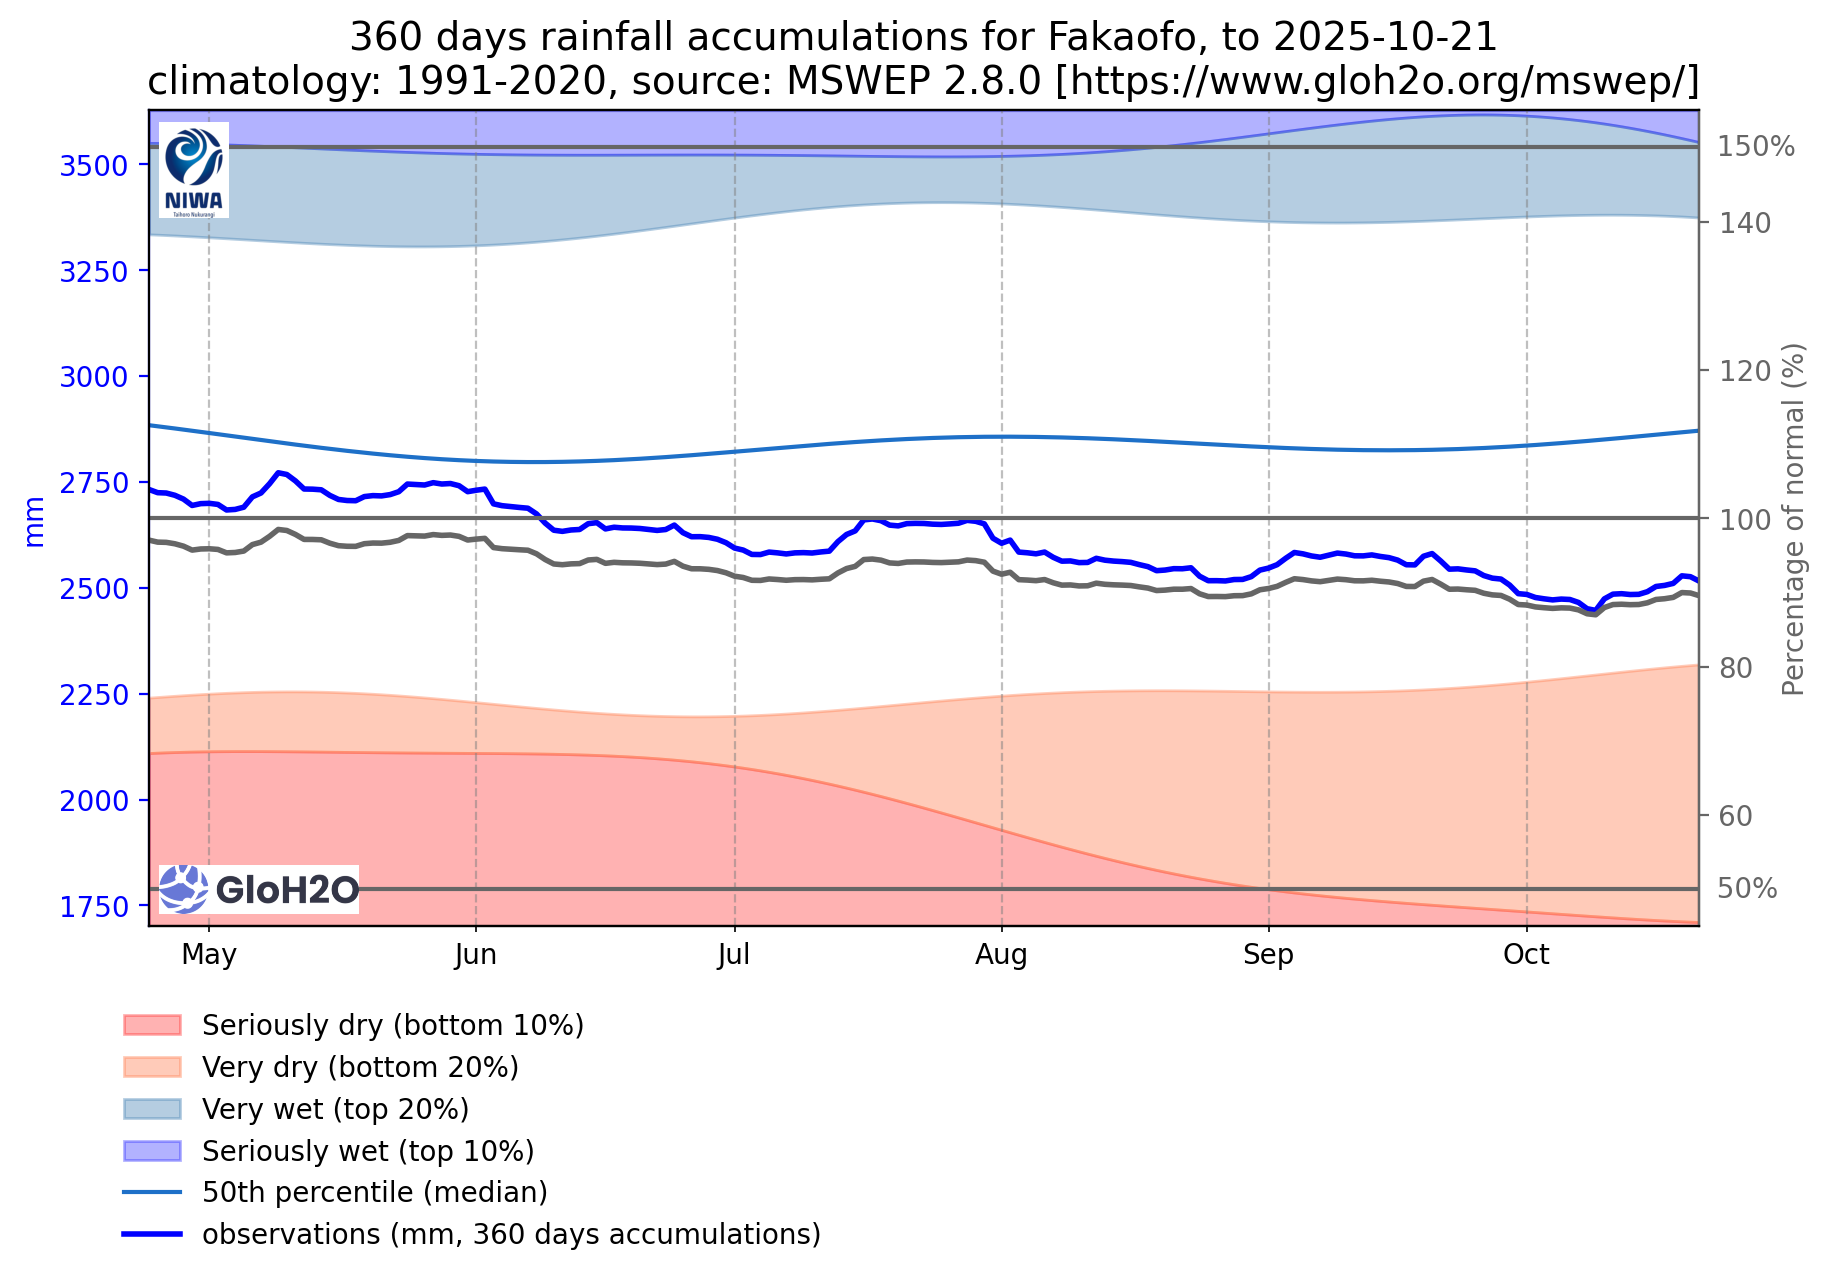 360 days rainfall accumulations for Fakaofo, to 2025-10-21
climatology: 1991-2020, source: MSWEP 2.8.0 [https://www.gloh2o.org/mswep/]
NIWA
Taihoro Nukurangi
3500
3250
3000
2750
2500
2250
2000
1750
mm
150%
140
120
100
80
60
50%
Percentage of normal (%)
GloH2O
May Jun Jul Aug Sep Oct
Seriously dry (bottom 10%)
Very dry (bottom 20%)
Very wet (top 20%)
Seriously wet (top 10%)
50th percentile (median)
observations (mm, 360 days accumulations)